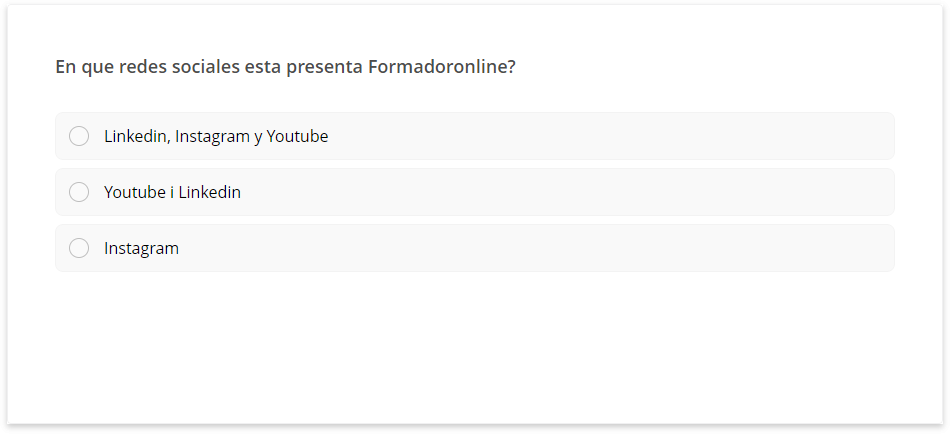 En que redes sociales esta presenta Formadoronline?
Linkedin, Instagram y Youtube
Youtube i Linkedin
Instagram